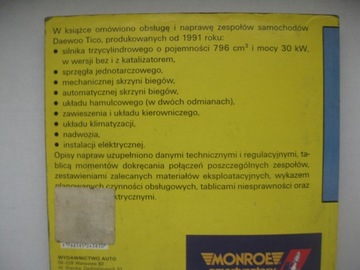 W książce omówiono obsługę i naprawę zespołów samochodów
Daewoo Tico, produkowanych od 1991 roku:
• silnika trzycylindrowego o pojemności 796 cm³ i mocy 30 kW,
w wersji bez i z katalizatorem,
• sprzęgła jednotarczowego,
• mechanicznej skrzyni biegów,
• automatycznej skrzyni biegów,
• układu hamulcowego (w dwóch odmianach),
• zawieszenia i układu kierowniczego,
• układu klimatyzacji,
• nadwozia,
• instalacji elektrycznej.
Opisy napraw uzupełniono danymi technicznymi i regulacyjnymi, tab-
licą momentów dokręcania połączeń poszczególnych zespołów,
zestawieniami zalecanych materiałów eksploatacyjnych, wykazem
planowanych czynności obsługowych, tablicami niesprawności oraz
elektrycznymi.
WYDAWNICTWO AUTO
MONROE